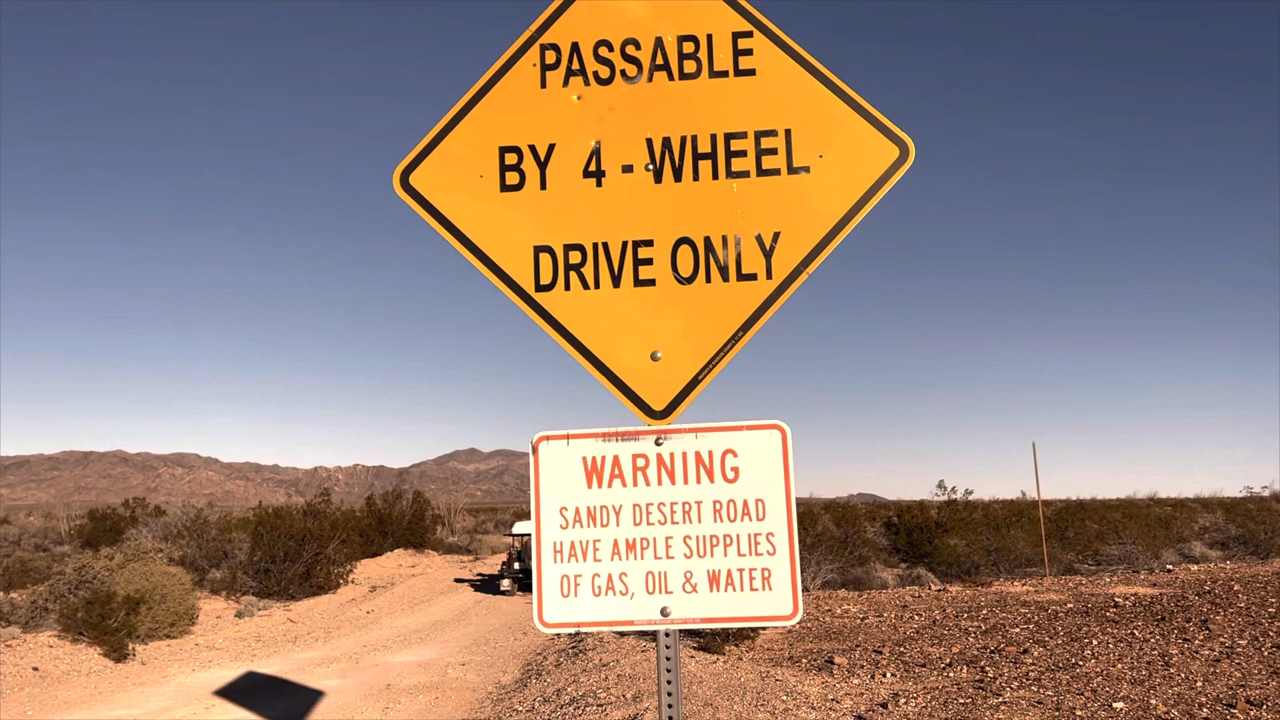 PASSABLE
BY 4 - WHEEL
DRIVE ONLY
WARNING
SANDY DESERT ROAD
HAVE AMPLE SUPPLIES
OF GAS, OIL & WATER